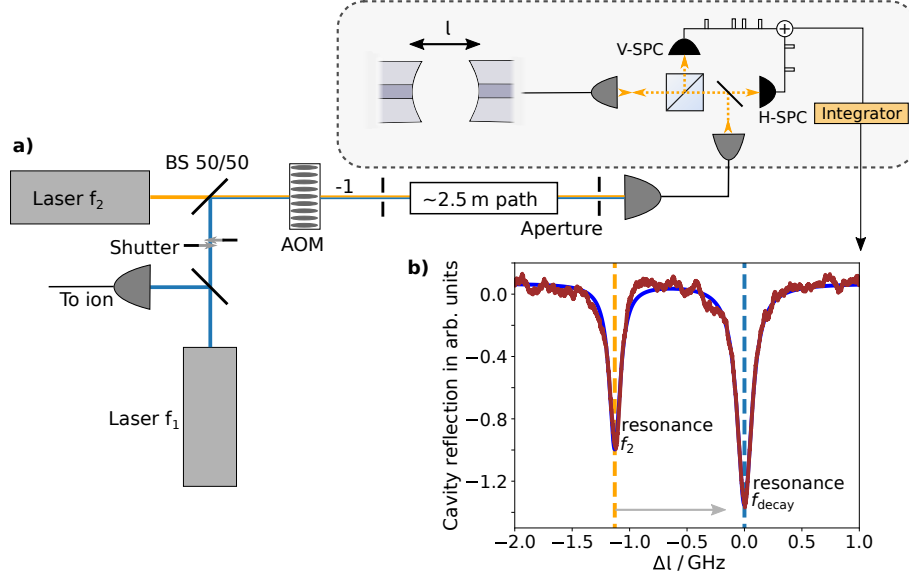 l
V-SPC
+
H-SPC
Integrator
a)
BS 50/50
Laser f₂
-1
~2.5 m path
AOM
Aperture
Shutter
To ion
Laser f₁
b)
Cavity reflection in arb. units
0.0
−0.4
−0.8
−1.2
resonance
f₂
resonance
f_decay
−2.0 −1.5 −1.0 −0.5 0.0 0.5 1.0
Δl / GHz